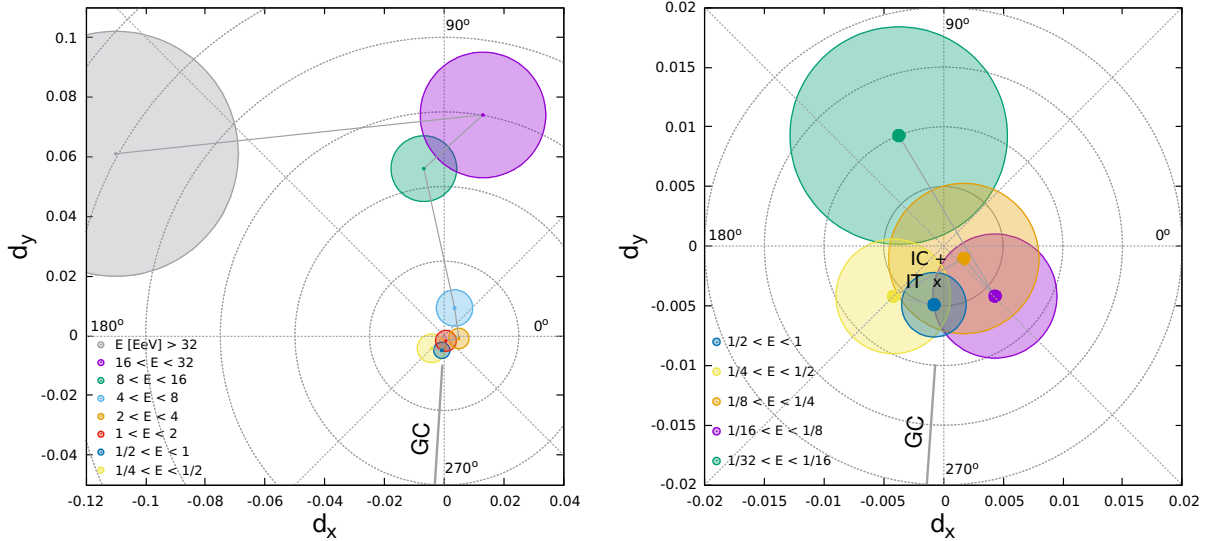 0.1
0.08
0.06
0.04
0.02
0
-0.02
-0.04
d_y
90°
180°
0°
270°
GC
E [EeV] > 32
16 < E < 32
8 < E < 16
4 < E < 8
2 < E < 4
1 < E < 2
1/2 < E < 1
1/4 < E < 1/2
-0.12 -0.1 -0.08 -0.06 -0.04 -0.02 0 0.02 0.04
d_x
0.02
0.015
0.01
0.005
0
-0.005
-0.01
-0.015
-0.02
d_y
90°
180°
0°
IC +
IT x
270°
GC
1/2 < E < 1
1/4 < E < 1/2
1/8 < E < 1/4
1/16 < E < 1/8
1/32 < E < 1/16
-0.02 -0.015 -0.01 -0.005 0 0.005 0.01 0.015 0.02
d_x